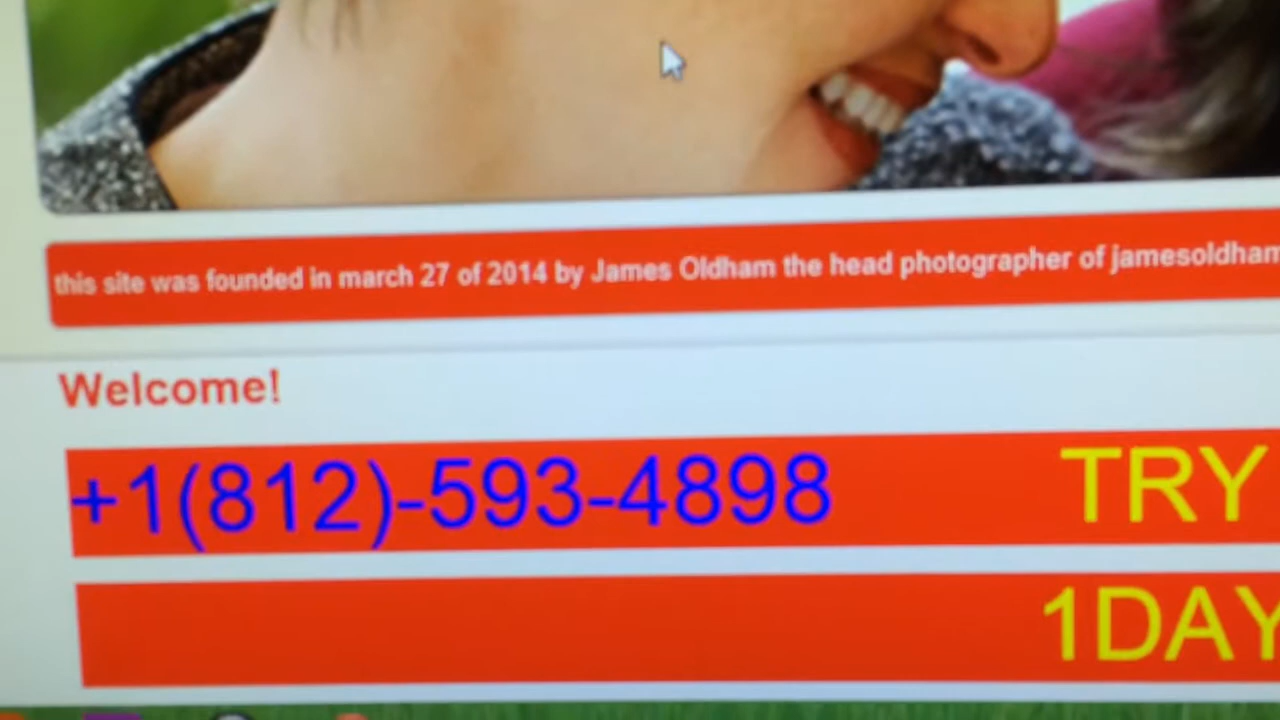 this site was founded in march 27 of 2014 by James Oldham the head photographer of jamesoldham
Welcome!
+1(812)-593-4898 TRY
1DAY